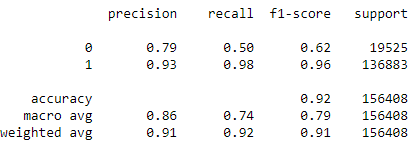 precision recall f1-score support
0 0.79 0.50 0.62 19525
1 0.93 0.98 0.96 136883
accuracy 0.92 156408
macro avg 0.86 0.74 0.79 156408
weighted avg 0.91 0.92 0.91 156408